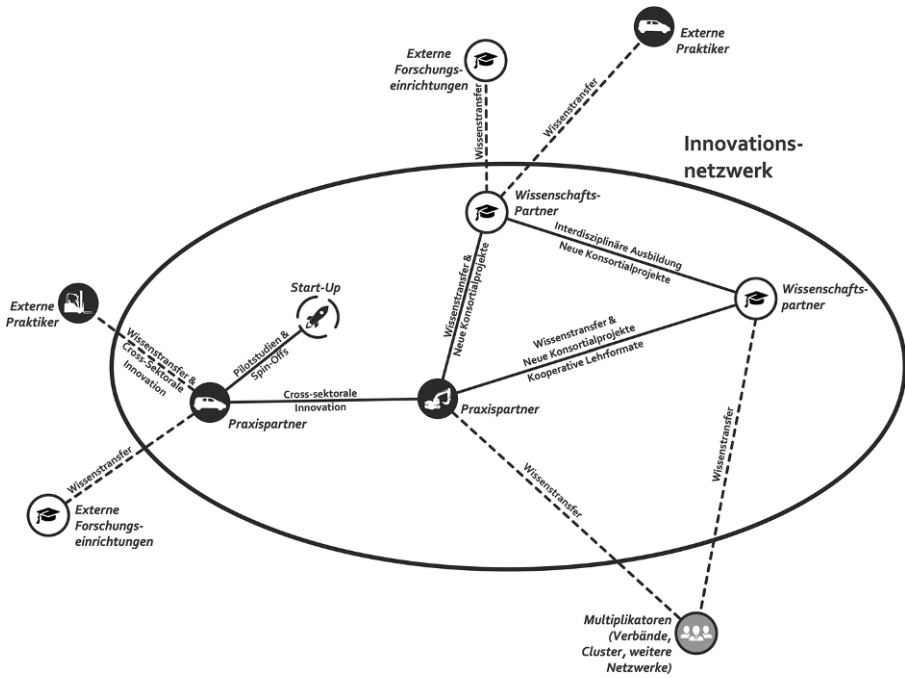 Externe
Praktiker
Externe
Forschungs-
einrichtungen
Wissenstransfer
Wissenstransfer
Innovations-
netzwerk
Wissenschafts-
Partner
Interdisziplinäre Ausbildung
Neue Konsortialprojekte
Wissenstransfer &
Neue Konsortialprojekte
Wissenschafts-
partner
Start-Up
Externe
Praktiker
Wissenstransfer &
Cross-Sektorale
Innovation
Pilotstudien &
Spin-Offs
Wissenstransfer &
Neue Konsortialprojekte
Kooperative Lehrformate
Cross-sektorale
Innovation
Praxispartner
Praxispartner
Wissenstransfer
Wissenstransfer
Wissenstransfer
Externe
Forschungs-
einrichtungen
Multiplikatoren
(Verbände,
Cluster, weitere
Netzwerke)